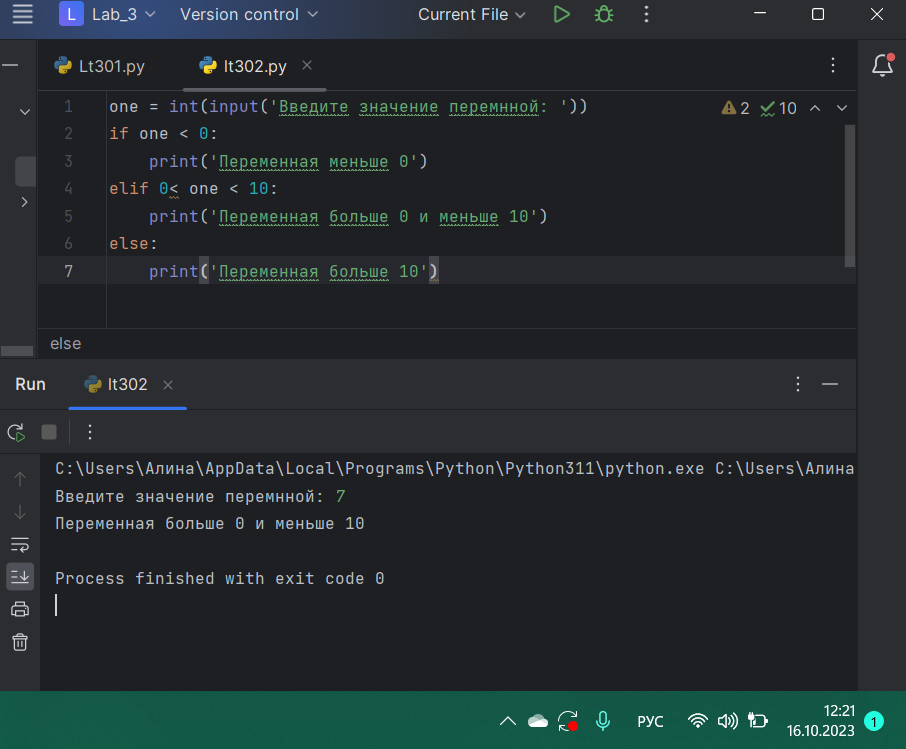 L Lab_3 Version control Current File
Lt301.py lt302.py
1 one = int(input('Введите значение перемнной: ')) 2 10
2 if one < 0:
3 print('Переменная меньше 0')
4 elif 0< one < 10:
5 print('Переменная больше 0 и меньше 10')
6 else:
7 print('Переменная больше 10')
else
Run lt302
C:\Users\Алина\AppData\Local\Programs\Python\Python311\python.exe C:\Users\Алина
Введите значение перемнной: 7
Переменная больше 0 и меньше 10
Process finished with exit code 0
РУС 12:21
16.10.2023 1